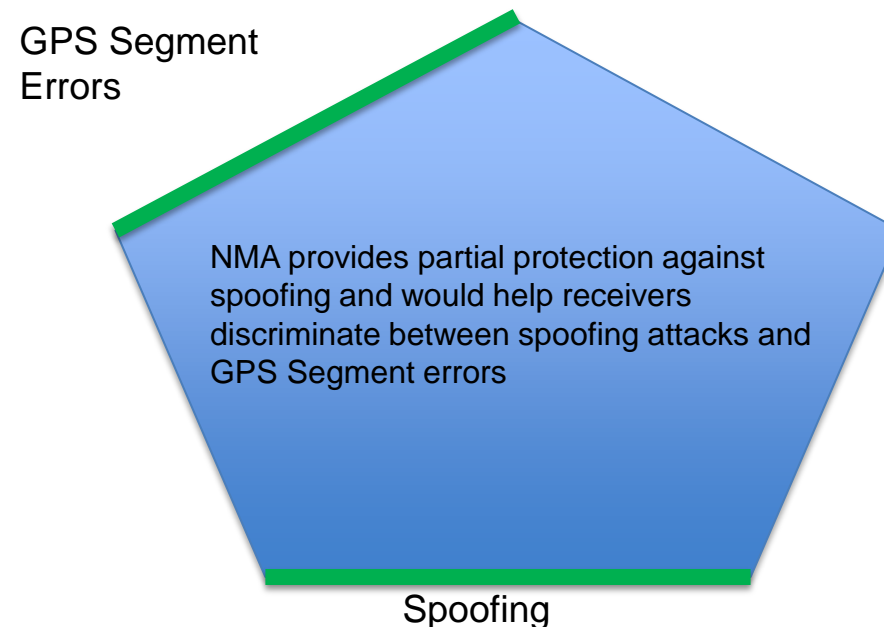 GPS Segment
Errors
NMA provides partial protection against
spoofing and would help receivers
discriminate between spoofing attacks and
GPS Segment errors
Spoofing